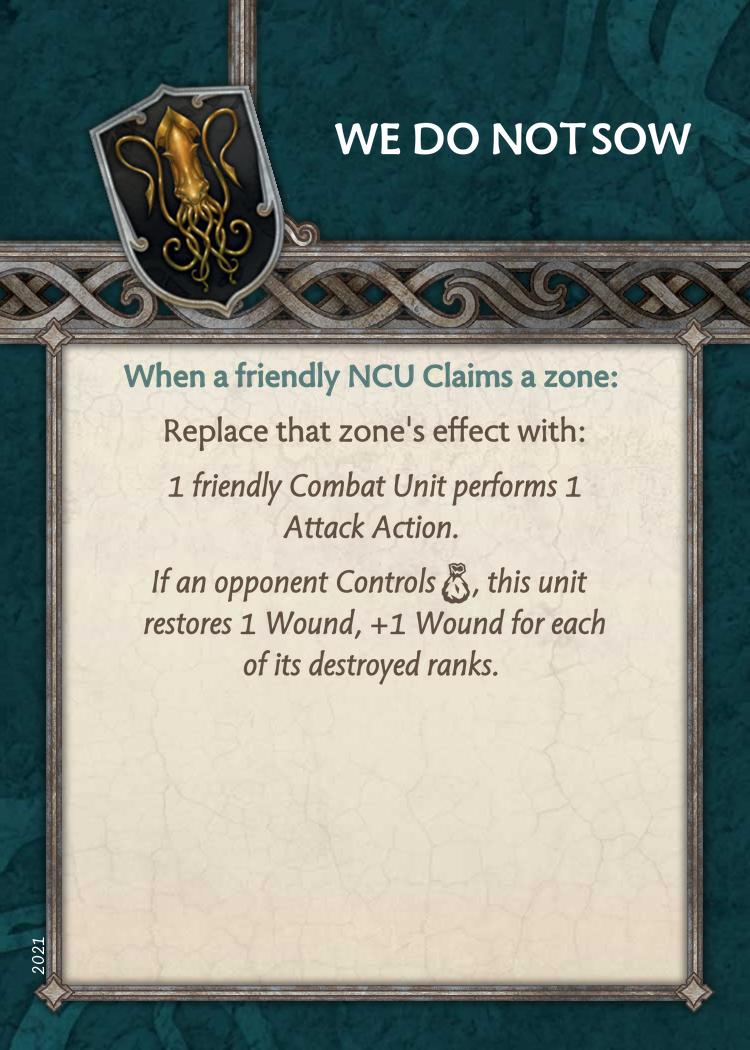 WE DO NOT SOW
When a friendly NCU Claims a zone:
Replace that zone's effect with:
1 friendly Combat Unit performs 1
Attack Action.
If an opponent Controls , this unit
restores 1 Wound, +1 Wound for each
of its destroyed ranks.
2021